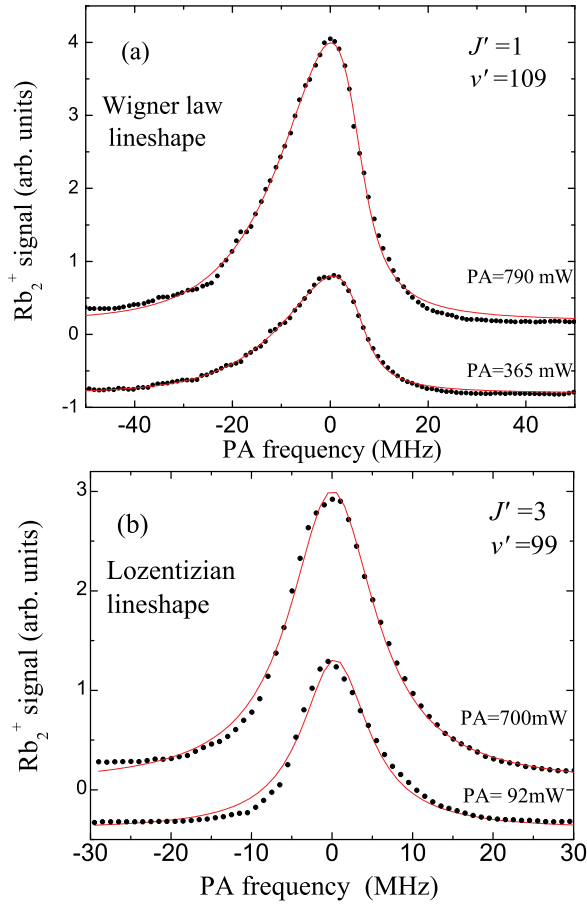 (a)
J′ =1
v′=109
Wigner law
lineshape
PA=790 mW
PA=365 mW
Rb₂⁺ signal (arb. units)
4
3
2
1
0
-1
-40 -20 0 20 40
PA frequency (MHz)
(b)
J′ =3
v′=99
Lozentizian
lineshape
PA=700mW
PA= 92mW
Rb₂⁺ signal (arb. units)
3
2
1
0
-30 -20 -10 0 10 20 30
PA frequency (MHz)